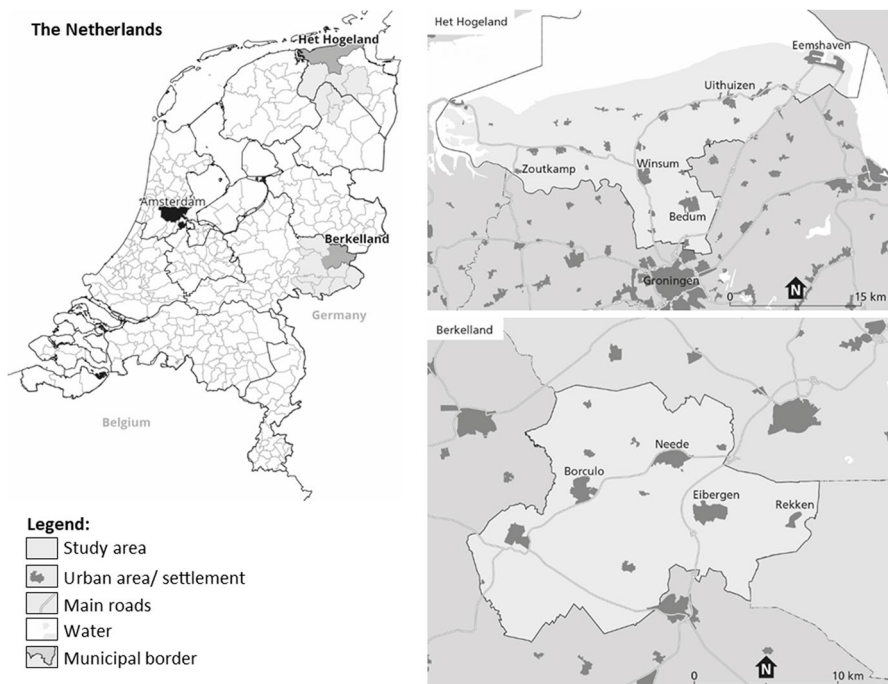 The Netherlands
Het Hogeland
Amsterdam
Berkelland
Germany
Belgium
Legend:
Study area
Urban area/ settlement
Main roads
Water
Municipal border
Het Hogeland
Eemshaven
Uithuizen
Zoutkamp
Winsum
Bedum
Groningen
N
0 15 km
Berkelland
Neede
Borculo
Eibergen
Rekken
N
0 10 km